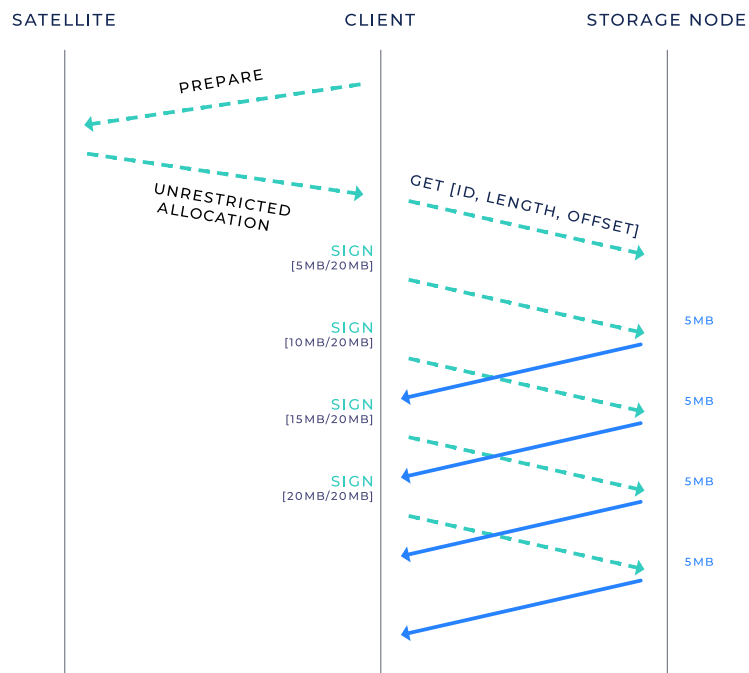 SATELLITE
CLIENT
STORAGE NODE
PREPARE
UNRESTRICTED
ALLOCATION
GET [ID, LENGTH, OFFSET]
SIGN
[5MB/20MB]
5MB
SIGN
[10MB/20MB]
5MB
SIGN
[15MB/20MB]
5MB
SIGN
[20MB/20MB]
5MB